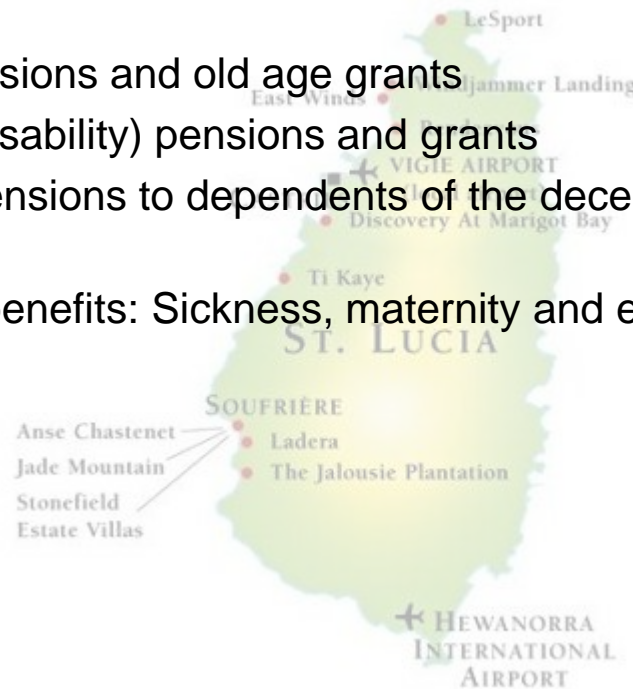 LeSport
sions and old age grants
East Winds
Windjammer Landing
sability) pensions and grants
VIGIE AIRPORT
ensions to dependents of the dece
Discovery At Marigot Bay
Ti Kaye
benefits: Sickness, maternity and e
ST. LUCIA
SOUFRIÈRE
Anse Chastenet
Ladera
Jade Mountain
The Jalousie Plantation
Stonefield
Estate Villas
HEWANORRA
INTERNATIONAL
AIRPORT